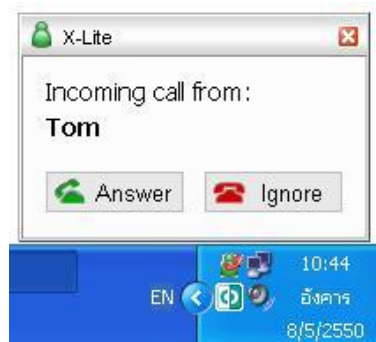 X-Lite
Incoming call from:
Tom
Answer
Ignore
10:44
EN
อังคาร
8/5/2550